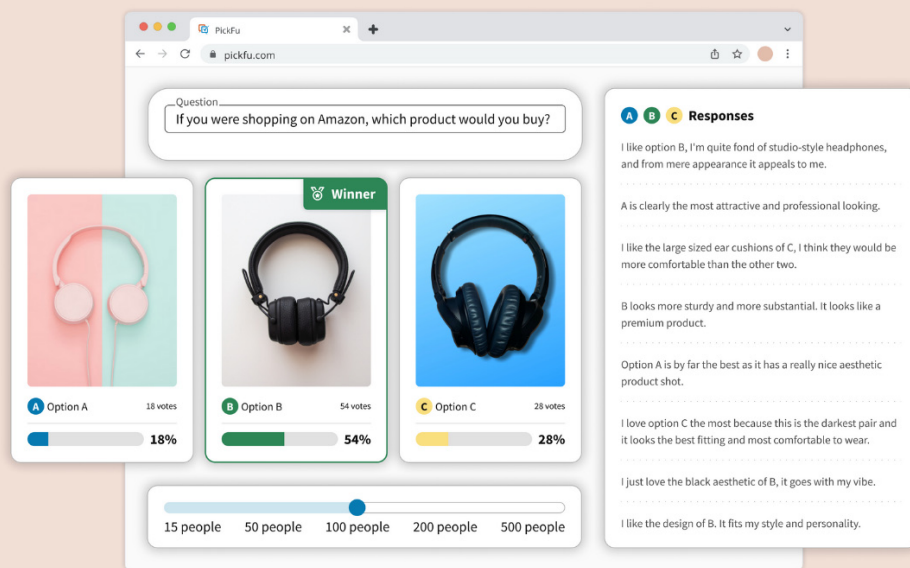 PickFu
pickfu.com
Question
If you were shopping on Amazon, which product would you buy?
Winner
A Option A 18 votes
18%
B Option B 54 votes
54%
C Option C 28 votes
28%
15 people 50 people 100 people 200 people 500 people
A B C Responses
I like option B, I'm quite fond of studio-style headphones,
and from mere appearance it appeals to me.
A is clearly the most attractive and professional looking.
I like the large sized ear cushions of C, I think they would be
more comfortable than the other two.
B looks more sturdy and more substantial. It looks like a
premium product.
Option A is by far the best as it has a really nice aesthetic
product shot.
I love option C the most because this is the darkest pair and
it looks the best fitting and most comfortable to wear.
I just love the black aesthetic of B, it goes with my vibe.
I like the design of B. It fits my style and personality.